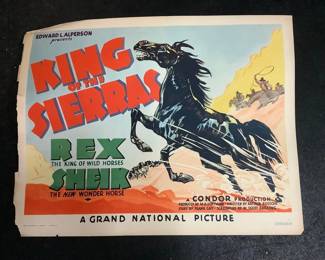 EDWARD L. ALPERSON
presents
KING
OF THE
SIERRAS
REX
THE KING OF WILD HORSES
SHEIK
THE NEW WONDER HORSE
A CONDOR PRODUCTION
A GRAND NATIONAL PICTURE